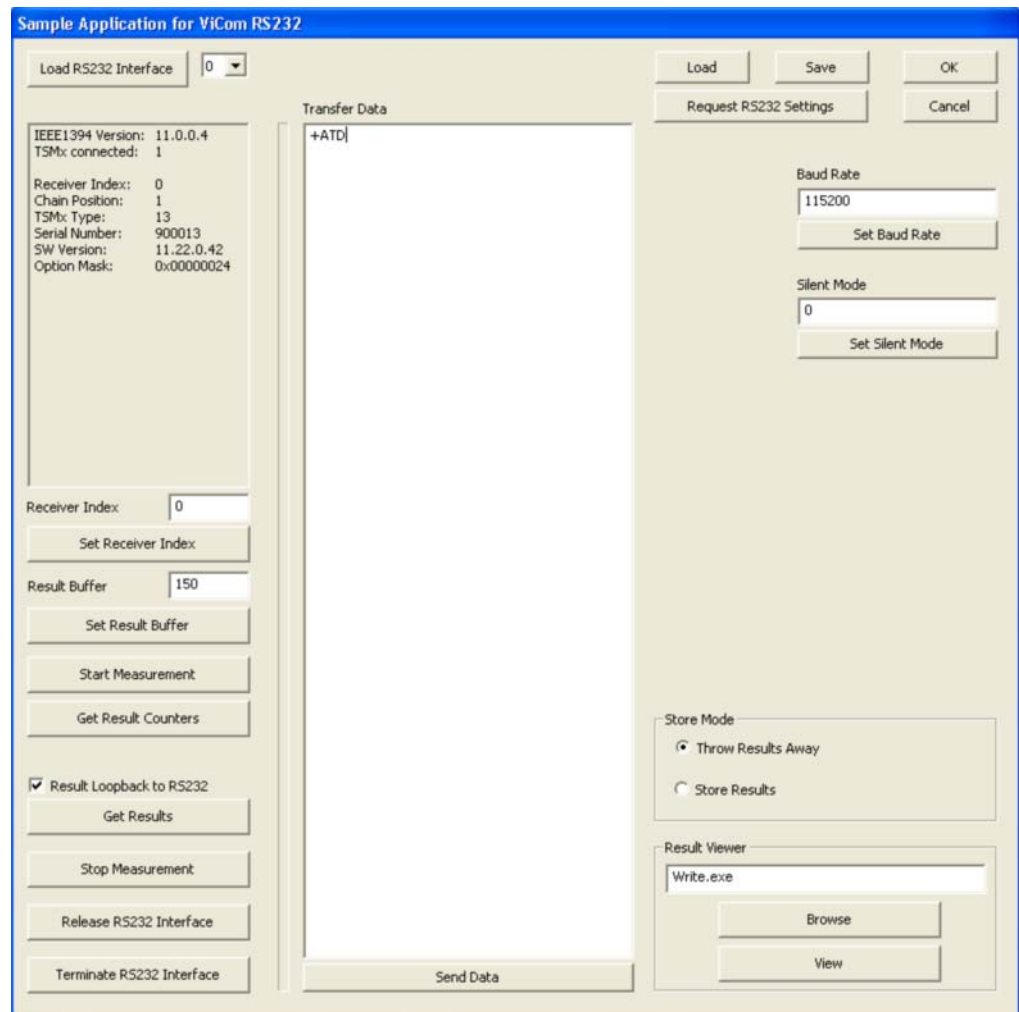 Sample Application for ViCom RS232
Load RS232 Interface
0
Load
Save
OK
Request RS232 Settings
Cancel
Transfer Data
+ATD
IEEE1394 Version: 11.0.0.4
TSMx connected: 1
Receiver Index: 0
Chain Position: 1
TSMx Type: 13
Serial Number: 900013
SW Version: 11.22.0.42
Option Mask: 0x00000024
Baud Rate
115200
Set Baud Rate
Silent Mode
0
Set Silent Mode
Receiver Index 0
Set Receiver Index
Result Buffer 150
Set Result Buffer
Start Measurement
Get Result Counters
Result Loopback to RS232
Get Results
Stop Measurement
Release RS232 Interface
Terminate RS232 Interface
Send Data
Store Mode
Throw Results Away
Store Results
Result Viewer
Write.exe
Browse
View